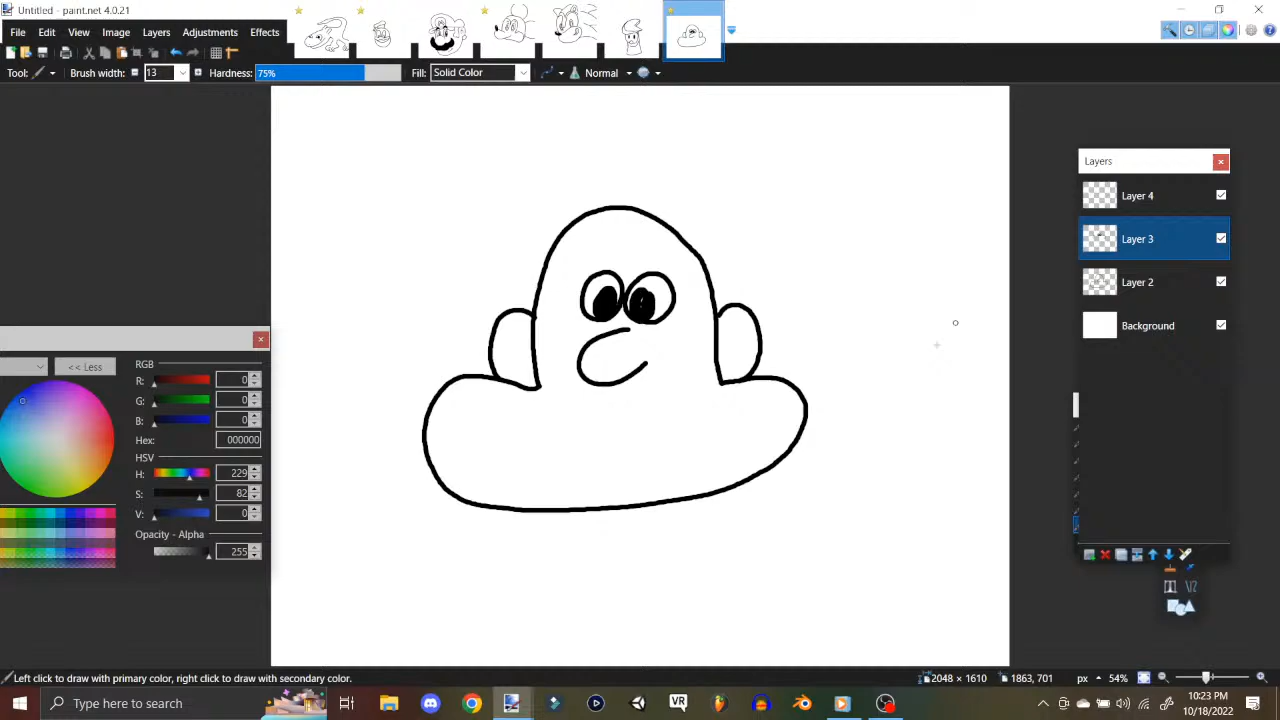 Untitled - paint.net 4.0.21
File Edit View Image Layers Adjustments Effects
Tool: Brush width: 13 Hardness: 75% Fill: Solid Color Normal
Layers
Layer 4
Layer 3
Layer 2
Background
<< Less
RGB
R: 0
G: 0
B: 0
Hex: 000000
HSV
H: 229
S: 82
V: 0
Opacity - Alpha
255
Left click to draw with primary color, right click to draw with secondary color.
2048 × 1610 1863, 701 px 54%
Type here to search
VR
10:23 PM
10/18/2022